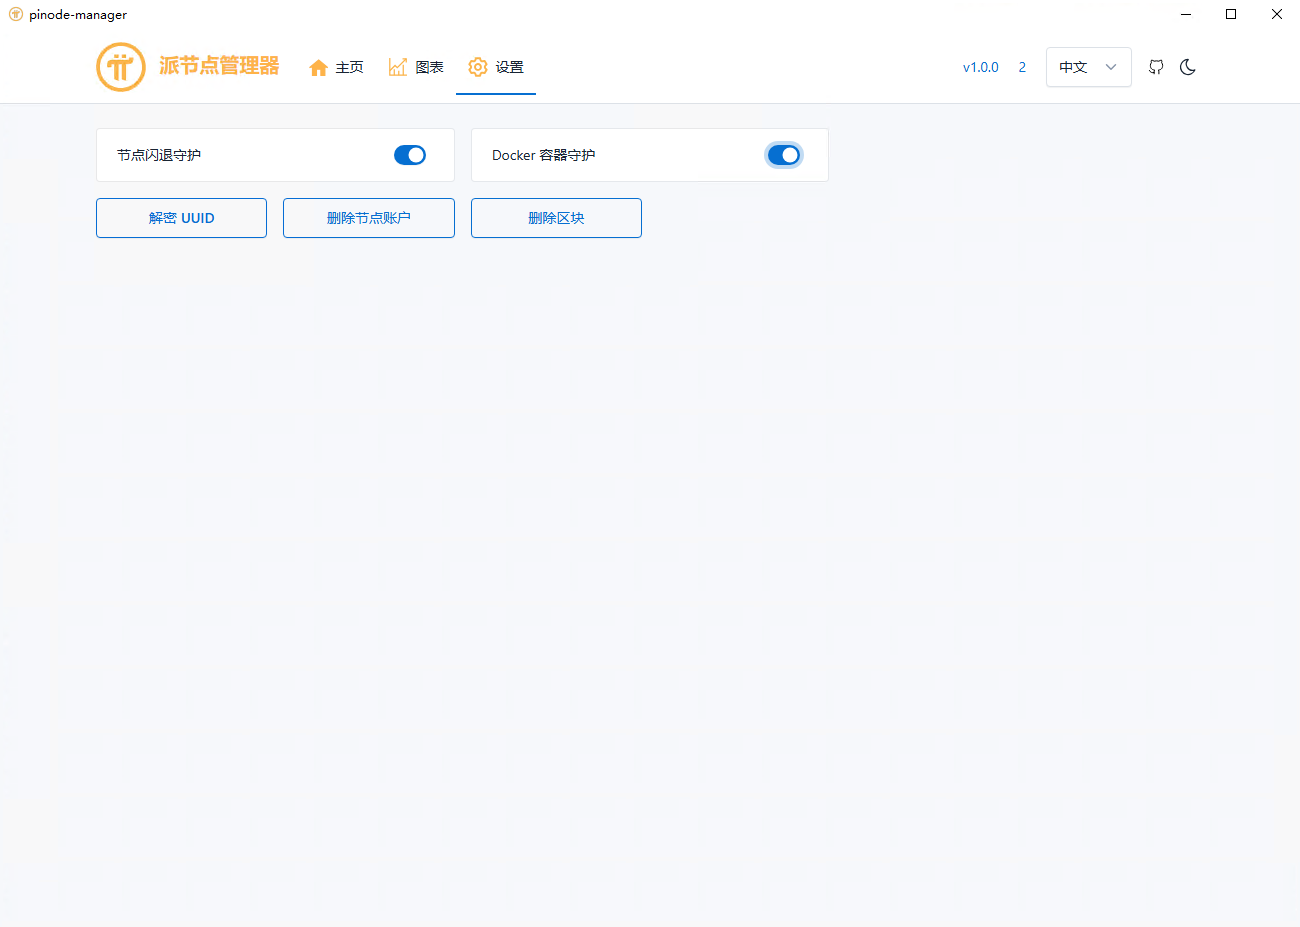 pinode-manager
派节点管理器
主页
图表
设置
v1.0.0
2
中文
节点闪退守护
Docker 容器守护
解密 UUID
删除节点账户
删除区块